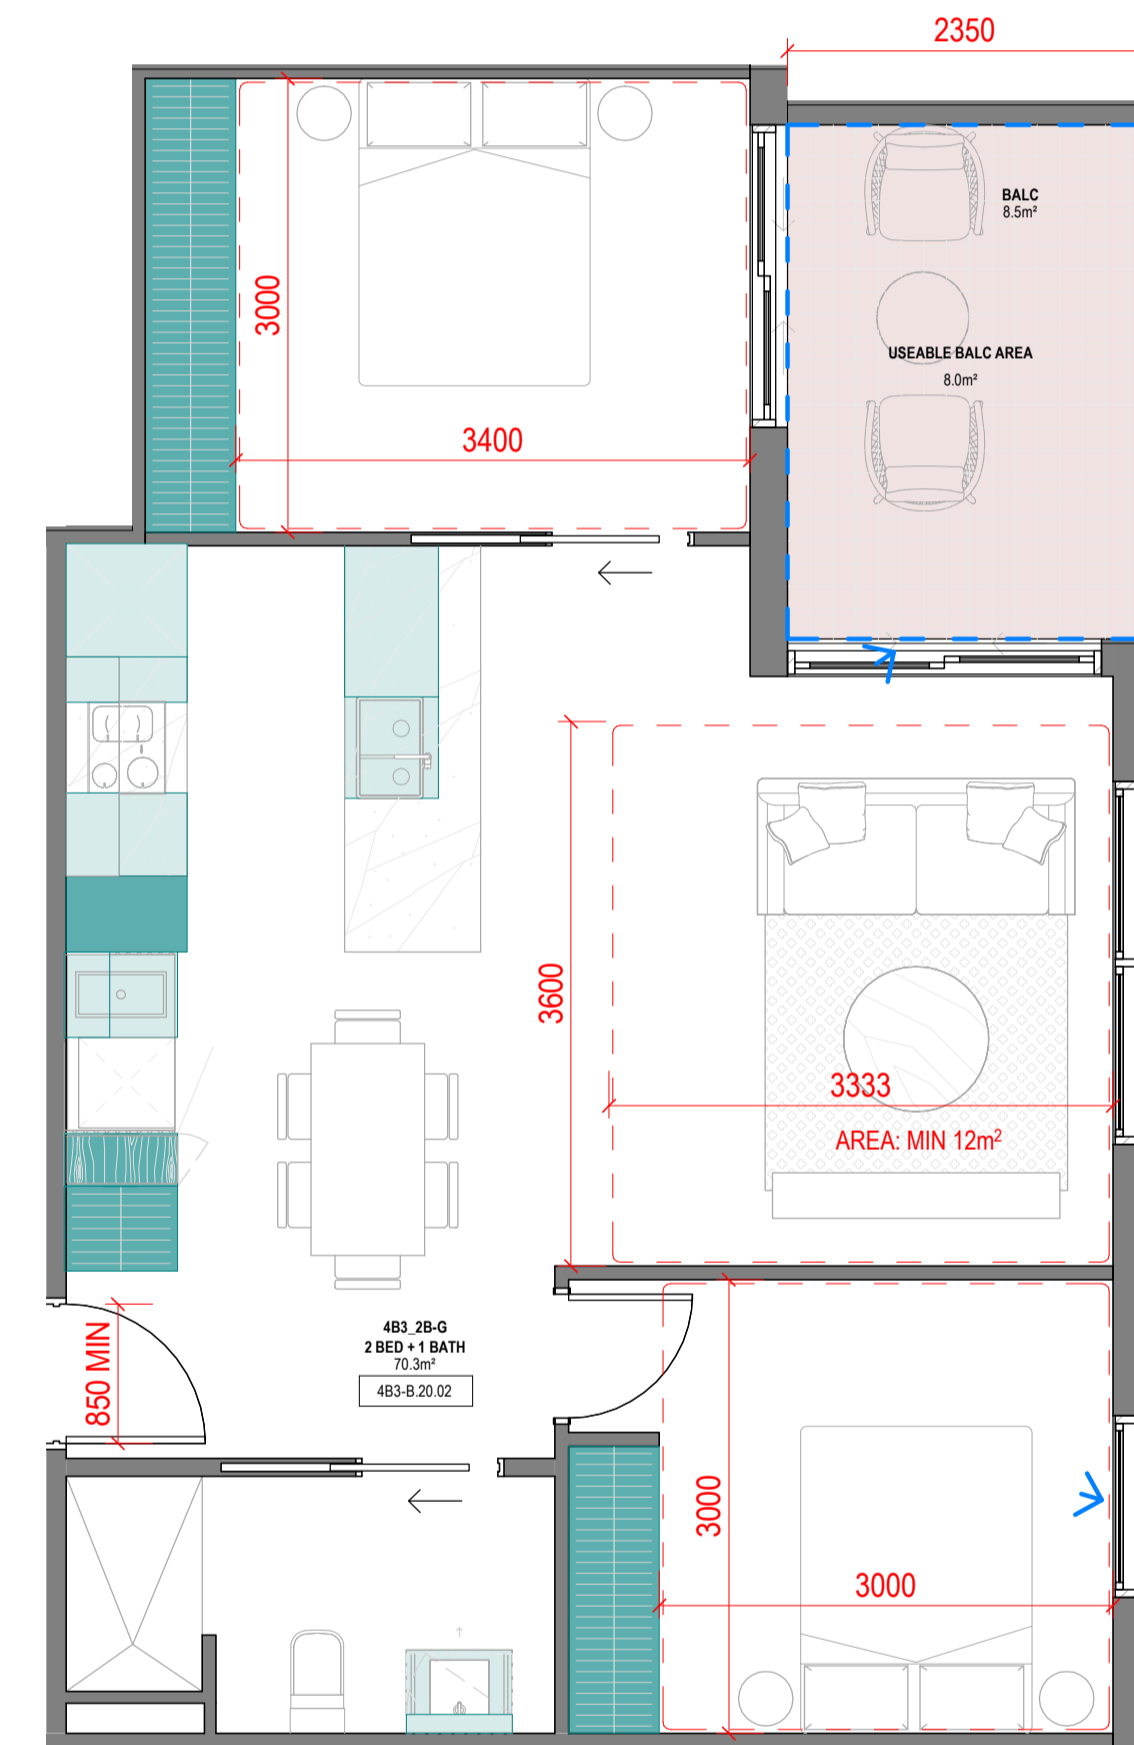 2350
BALC
8.5m²
3000
USEABLE BALC AREA
8.0m²
3400
3600
3333
AREA: MIN 12m²
850 MIN
4B3_2B-G
2 BED + 1 BATH
70.3m²
4B3-B.20.02
3000
3000